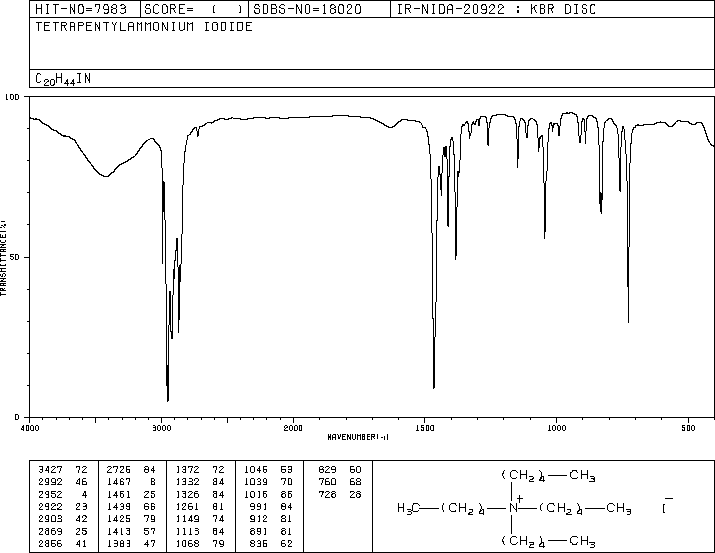 HIT-NO=7983 SCORE= ( ) SDBS-NO=18020 IR-NIDA-20922 : KBR DISC
TETRAPENTYLAMMONIUM IODIDE
C20H44IN
100
50
0
TRANSMITTANCE(%)
4000 3000 2000 1500 1000 500
WAVENUMBER(-1)
3427 72 2726 84 1372 72 1046 53 829 60
2992 46 1467 8 1332 84 1039 70 760 68
2952 4 1461 25 1326 84 1016 86 728 28
2922 23 1439 66 1261 81 991 84
2903 42 1425 79 1149 74 912 81
2869 25 1413 57 1113 84 891 81
2866 41 1383 47 1068 79 836 62
(CH2)4—CH3
H3C—(CH2)4—N+—(CH2)4—CH3 I−
(CH2)4—CH3